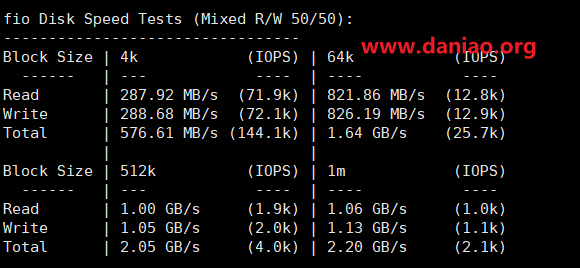 fio Disk Speed Tests (Mixed R/W 50/50):
---------------------------------
www.daniao.org
Block Size | 4k            (IOPS) | 64k           (IOPS)
  ------   | ---            ----  | ----           ----
Read       | 287.92 MB/s  (71.9k) | 821.86 MB/s  (12.8k)
Write      | 288.68 MB/s  (72.1k) | 826.19 MB/s  (12.9k)
Total      | 576.61 MB/s (144.1k) | 1.64 GB/s    (25.7k)
           |                      |
Block Size | 512k          (IOPS) | 1m            (IOPS)
  ------   | ---            ----  | ----           ----
Read       | 1.00 GB/s     (1.9k) | 1.06 GB/s     (1.0k)
Write      | 1.05 GB/s     (2.0k) | 1.13 GB/s     (1.1k)
Total      | 2.05 GB/s     (4.0k) | 2.20 GB/s     (2.1k)